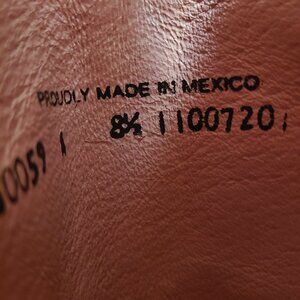 PROUDLY MADE IN MEXICO
0059 1 8½ 1100720